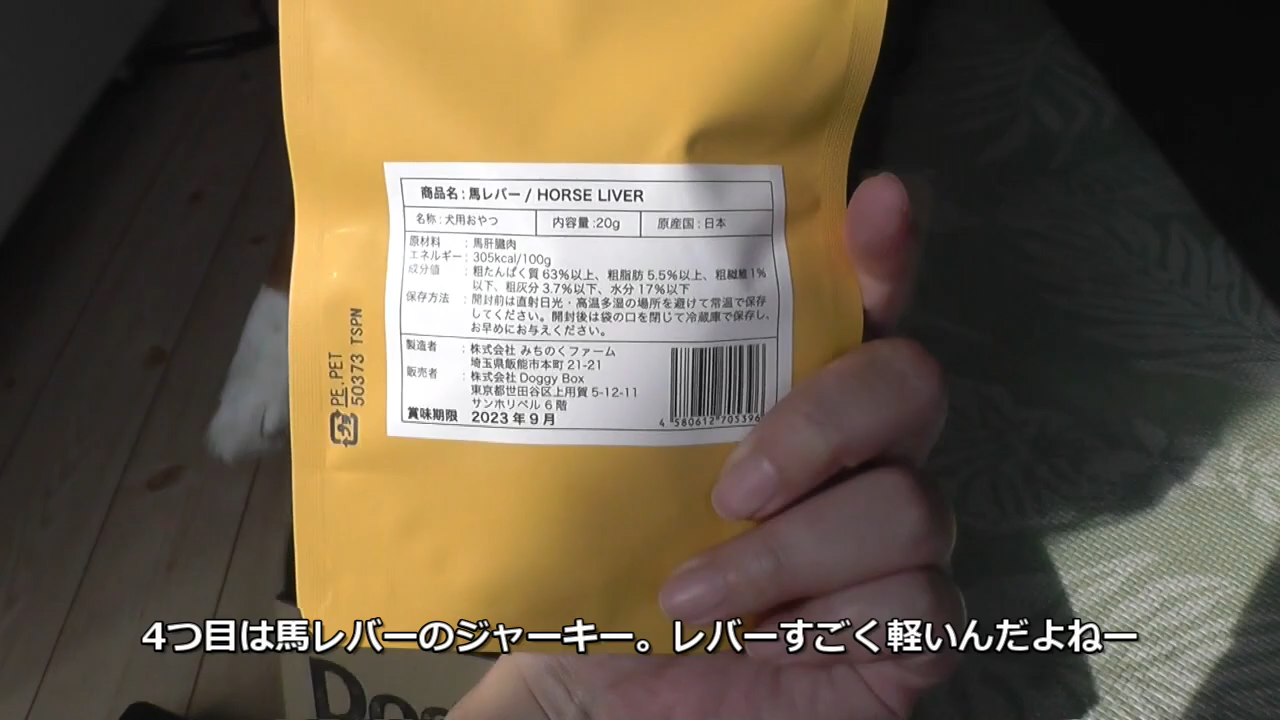 商品名 : 馬レバー / HORSE LIVER
名称 : 犬用おやつ 内容量 :20g 原産国 : 日本
原材料 : 馬肝臓肉
エネルギー : 305kcal/100g
成分値 : 粗たんぱく質 63%以上、粗脂肪 5.5%以上、粗繊維 1%
以下、粗灰分 3.7%以下、水分 17%以下
保存方法 : 開封前は直射日光・高温多湿の場所を避けて常温で保存
してください。開封後は袋の口を閉じて冷蔵庫で保存し、
お早めにお与えください。
製造者 : 株式会社 みちのくファーム
埼玉県飯能市本町 21-21
販売者 : 株式会社 Doggy Box
東京都世田谷区上用賀 5-12-11
サンホリベル 6 階
賞味期限 2023 年 9 月
4 580612 705396
PE,PET
50373 TSPN
プラ
4つ目は馬レバーのジャーキー。レバーすごく軽いんだよねー